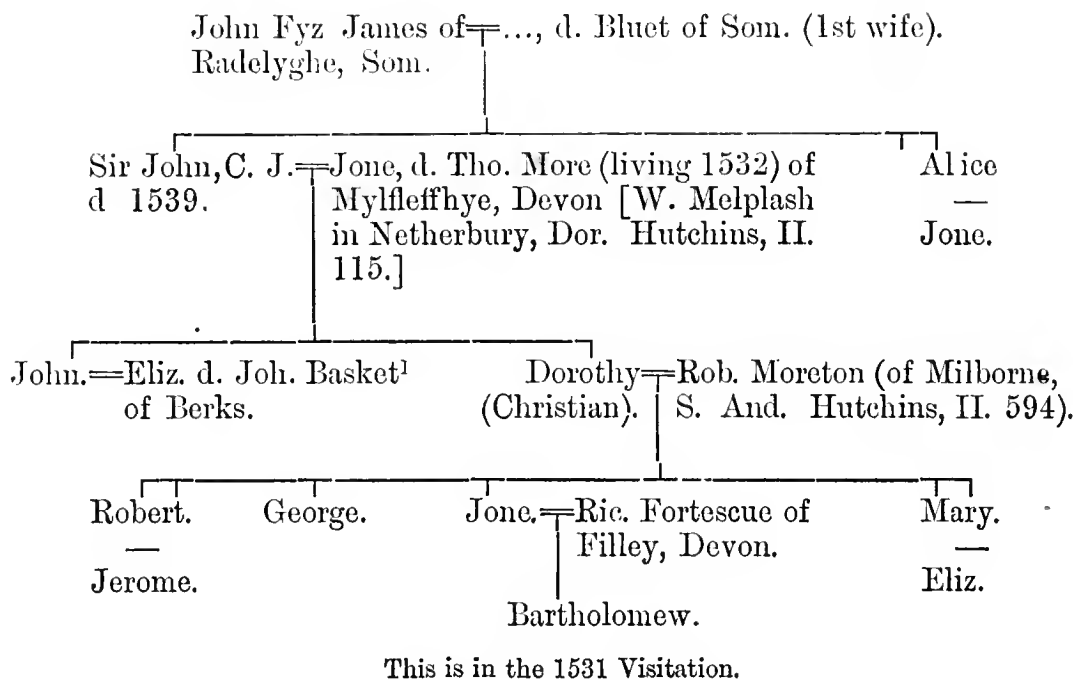 John Fyz James of ..., d. Bluet of Som. (1st wife).
Radelyghe, Som.
Sir John, C. J. Jone, d. Tho. More (living 1532) of Alice
d 1539. Mylfleffhye, Devon [W. Melplash —
in Netherbury, Dor. Hutchins, II. Jone.
115.]
John. Eliz. d. Joh. Basket¹ Dorothy Rob. Moreton (of Milborne,
of Berks. (Christian). S. And. Hutchins, II. 594).
Robert. George. Jone. Ric. Fortescue of Mary.
— Filley, Devon. —
Jerome. Eliz.
Bartholomew.
This is in the 1531 Visitation.